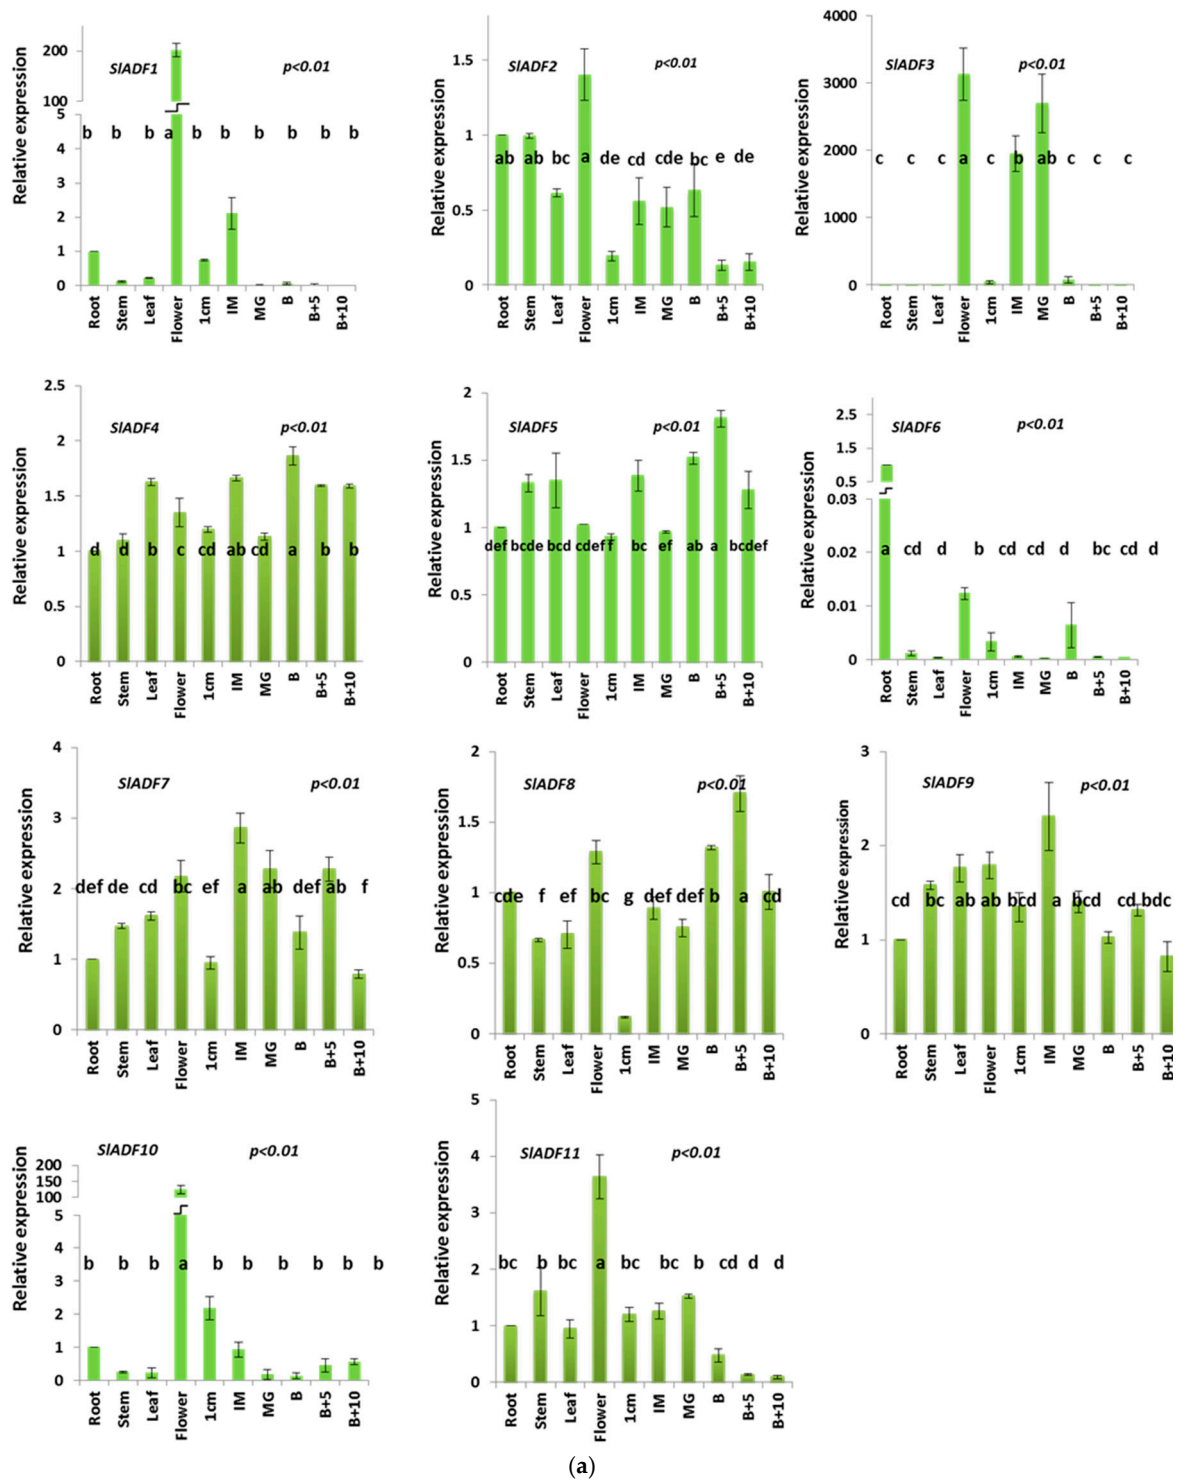 SlADF1 p<0.01
Relative expression
200
100
5
4
3
2
1
0
b b b a b b b b b b
Root Stem Leaf Flower 1cm IM MG B B+5 B+10
SlADF2 p<0.01
Relative expression
1.5
1
0.5
0
ab ab bc a de cd cde bc e de
Root Stem Leaf Flower 1cm IM MG B B+5 B+10
SlADF3 p<0.01
Relative expression
4000
3000
2000
1000
0
c c c a c b ab c c c
Root Stem Leaf Flower 1cm IM MG B B+5 B+10
SlADF4 p<0.01
Relative expression
2.5
2
1.5
1
0.5
0
d d b c cd ab cd a b b
Root Stem Leaf Flower 1cm IM MG B B+5 B+10
SlADF5 p<0.01
Relative expression
2
1.5
1
0.5
0
def bcde bcd cdef f bc ef ab a bcdef
Root Stem Leaf Flower 1cm IM MG B B+5 B+10
SlADF6 p<0.01
Relative expression
2.5
1.5
0.5
0.03
0.02
0.01
0
a cd d b cd cd d bc cd d
Root Stem Leaf Flower 1cm IM MG B B+5 B+10
SlADF7 p<0.01
Relative expression
4
3
2
1
0
def de cd bc ef a ab def ab f
Root Stem Leaf Flower 1cm IM MG B B+5 B+10
SlADF8 p<0.01
Relative expression
2
1.5
1
0.5
0
cde f ef bc g def def b a cd
Root Stem Leaf Flower 1cm IM MG B B+5 B+10
SlADF9 p<0.01
Relative expression
3
2
1
0
cd bc ab ab bcd a bcd cd bdc c
Root Stem Leaf Flower 1cm IM MG B B+5 B+10
SlADF10 p<0.01
Relative expression
200
150
100
5
4
3
2
1
0
b b b a b b b b b b
Root Stem Leaf Flower 1cm IM MG B B+5 B+10
SlADF11 p<0.01
Relative expression
5
4
3
2
1
0
bc b bc a bc bc b cd d d
Root Stem Leaf Flower 1cm IM MG B B+5 B+10
(a)